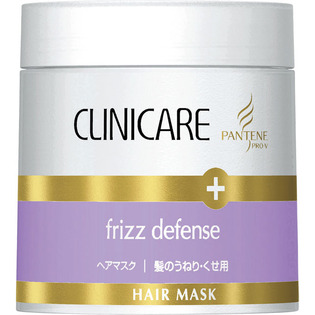 CLINICARE
PANTENE
PRO-V
+
frizz defense
ヘアマスク | 髪のうねり・くせ用
HAIR MASK